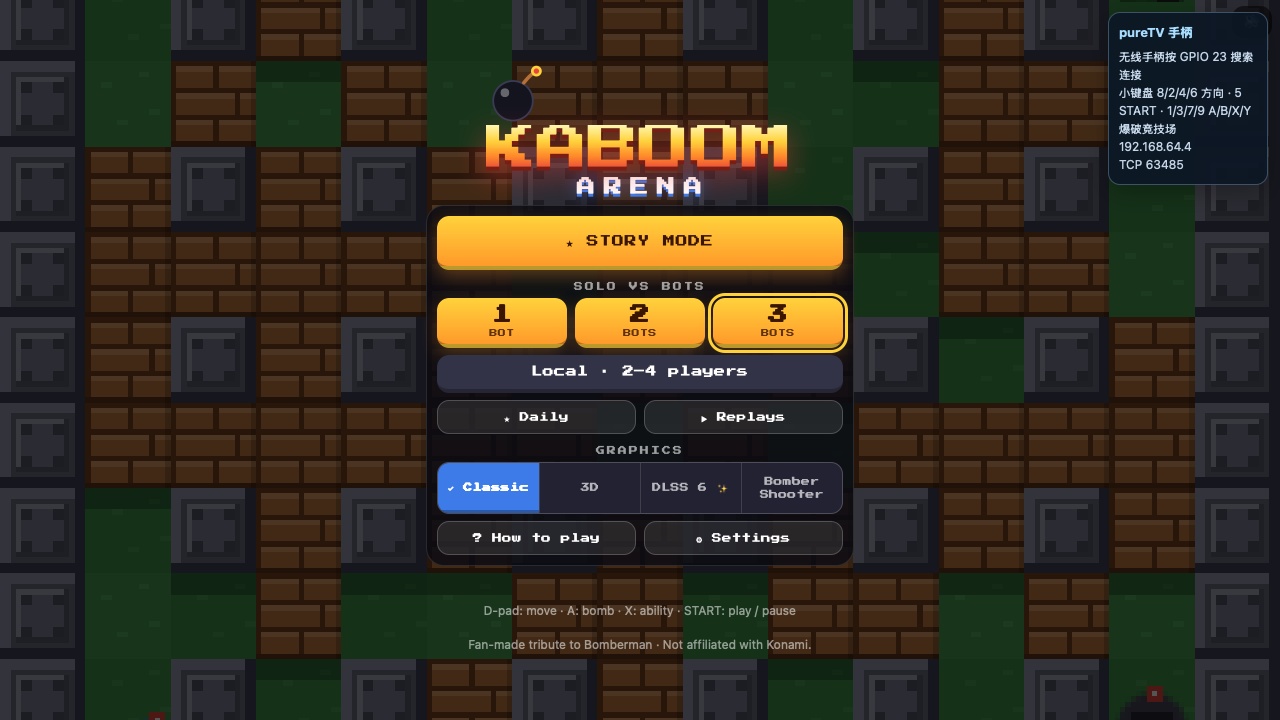 pureTV 手柄
无线手柄按 GPIO 23 搜索
连接
小键盘 8/2/4/6 方向 · 5
START · 1/3/7/9 A/B/X/Y
爆破竞技场
192.168.64.4
TCP 63485
KABOOM
ARENA
★ STORY MODE
SOLO VS BOTS
1
BOT
2
BOTS
3
BOTS
Local · 2–4 players
★ Daily
▶ Replays
GRAPHICS
✓ Classic
3D
DLSS 6 ✨
Bomber
Shooter
? How to play
⚙ Settings
D-pad: move · A: bomb · X: ability · START: play / pause
Fan-made tribute to Bomberman · Not affiliated with Konami.